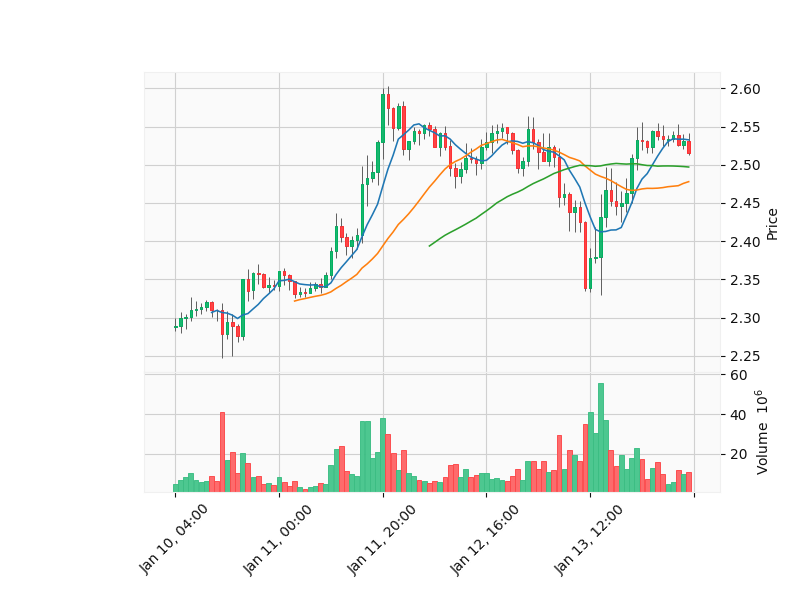 2.60
2.55
2.50
2.45
2.40
2.35
2.30
2.25
Price
60
40
20
Volume 10^6
Jan 10, 04:00
Jan 11, 00:00
Jan 11, 20:00
Jan 12, 16:00
Jan 13, 12:00